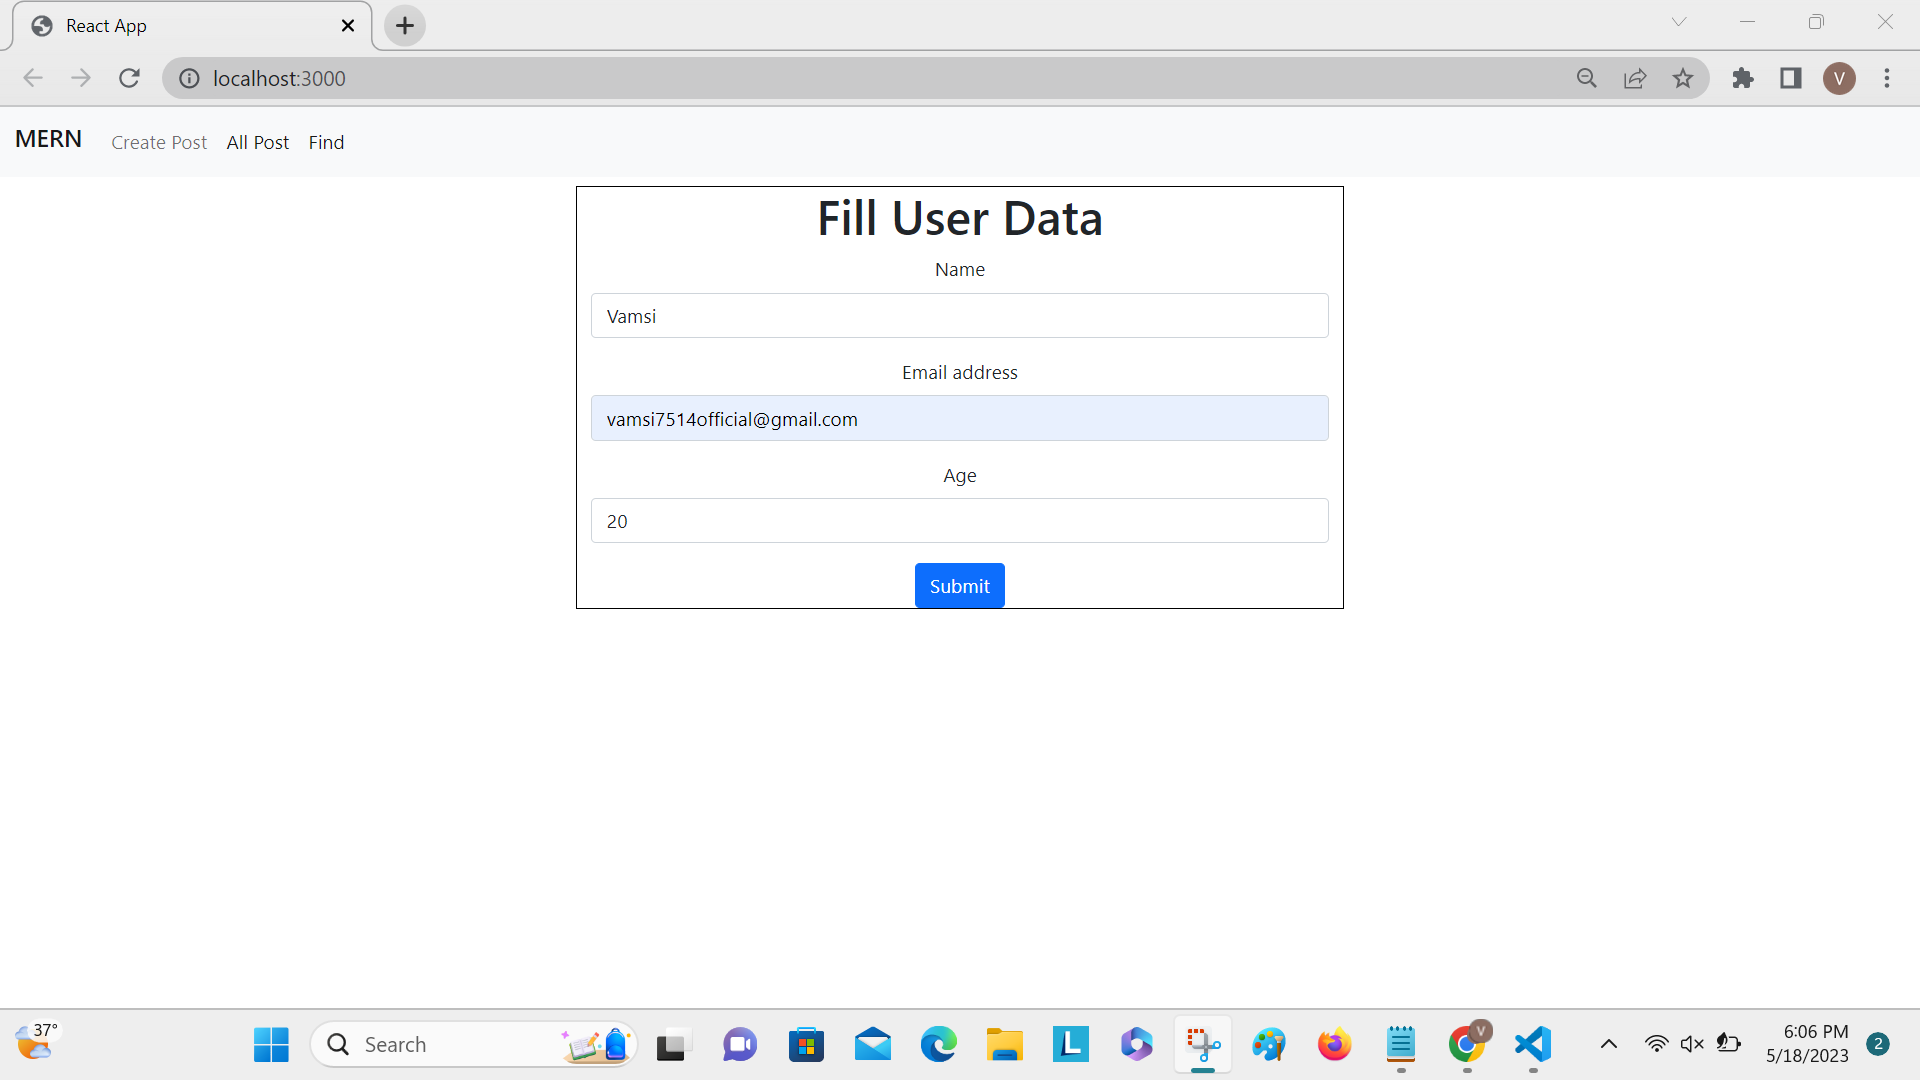 React App
localhost:3000
V
MERN Create Post All Post Find
Fill User Data
Name
Vamsi
Email address
vamsi7514official@gmail.com
Age
20
Submit
37°
Search
L
V
6:06 PM
5/18/2023
2